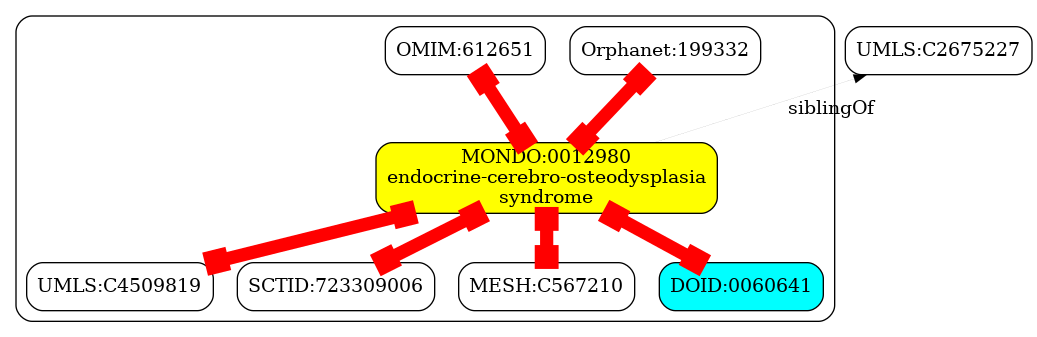 OMIM:612651
Orphanet:199332
UMLS:C2675227
siblingOf
MONDO:0012980
endocrine-cerebro-osteodysplasia
syndrome
UMLS:C4509819
SCTID:723309006
MESH:C567210
DOID:0060641